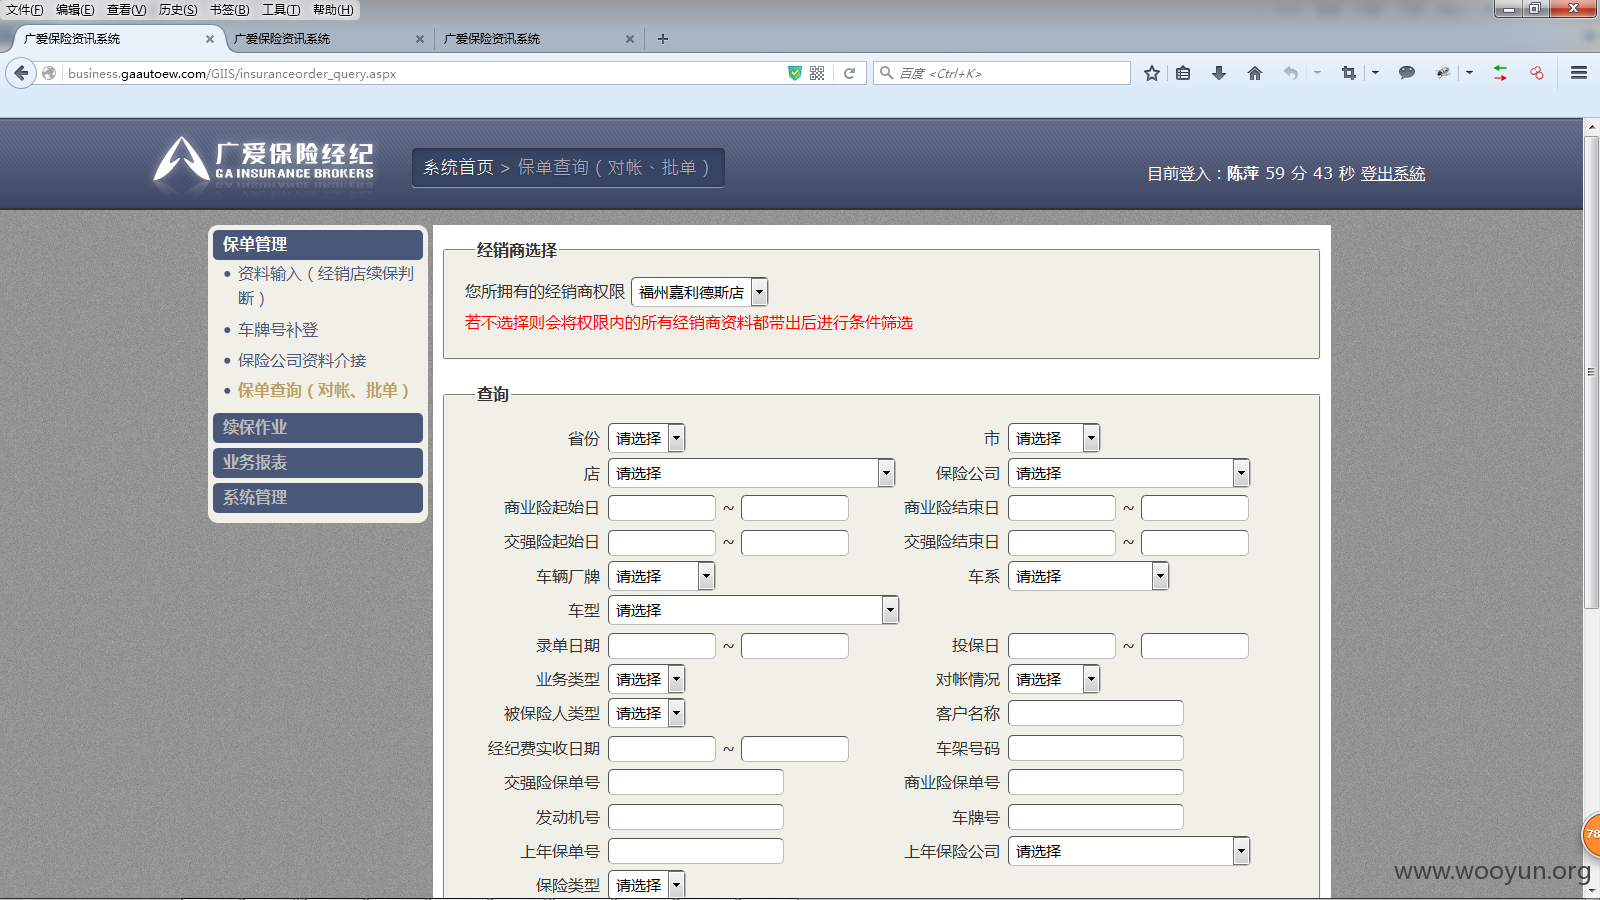 文件(F) 编辑(E) 查看(V) 历史(S) 书签(B) 工具(T) 帮助(H)
广爱保险资讯系统 广爱保险资讯系统 广爱保险资讯系统
business.gaautoew.com/GIIS/insuranceorder_query.aspx 百度 <Ctrl+K>
广爱保险经纪
GA INSURANCE BROKERS
系统首页 > 保单查询（对帐、批单）
目前登入：陈萍 59 分 43 秒 登出系統
保单管理
资料输入（经销店续保判
断）
车牌号补登
保险公司资料介接
保单查询（对帐、批单）
续保作业
业务报表
系统管理
经销商选择
您所拥有的经销商权限 福州嘉利德斯店
若不选择则会将权限内的所有经销商资料都带出后进行条件筛选
查询
省份 请选择 市 请选择
店 请选择 保险公司 请选择
商业险起始日 ~ 商业险结束日 ~
交强险起始日 ~ 交强险结束日 ~
车辆厂牌 请选择 车系 请选择
车型 请选择
录单日期 ~ 投保日 ~
业务类型 请选择 对帐情况 请选择
被保险人类型 请选择 客户名称
经纪费实收日期 ~ 车架号码
交强险保单号 商业险保单号
发动机号 车牌号
上年保单号 上年保险公司 请选择
保险类型 请选择
78
www.wooyun.org